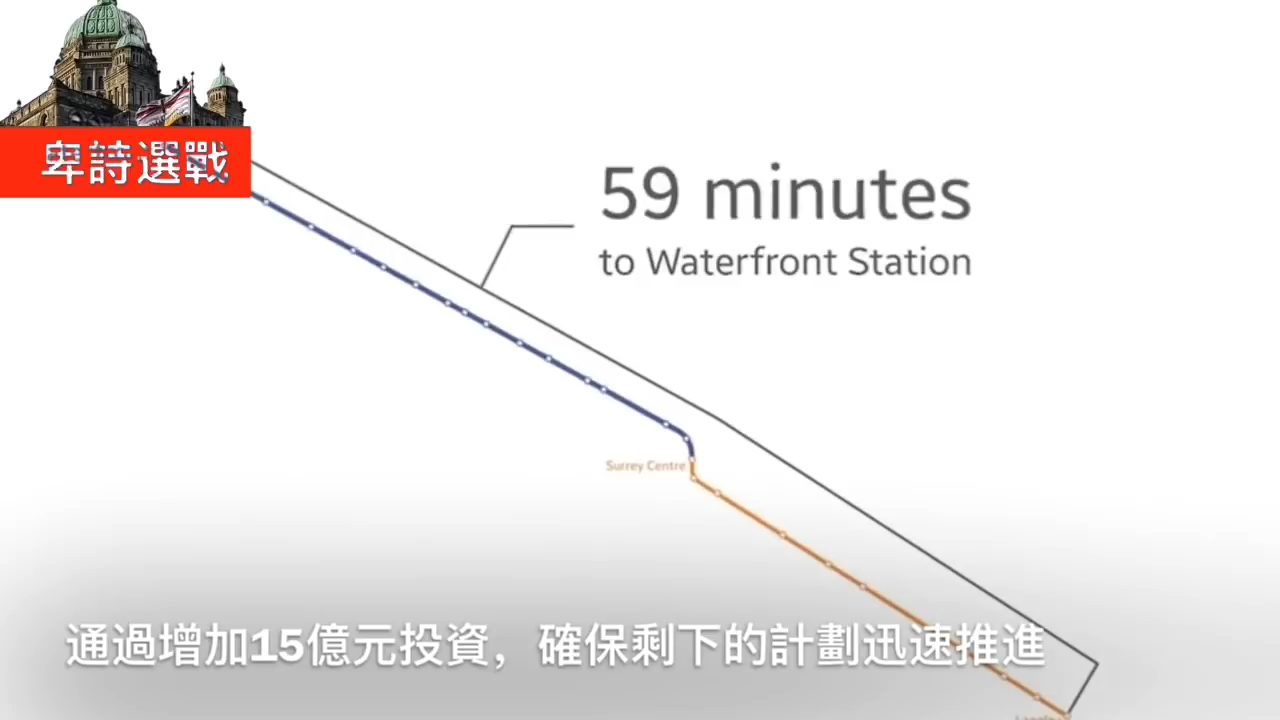 卑詩選戰
59 minutes
to Waterfront Station
Surrey Centre
通過增加15億元投資，確保剩下的計劃迅速推進